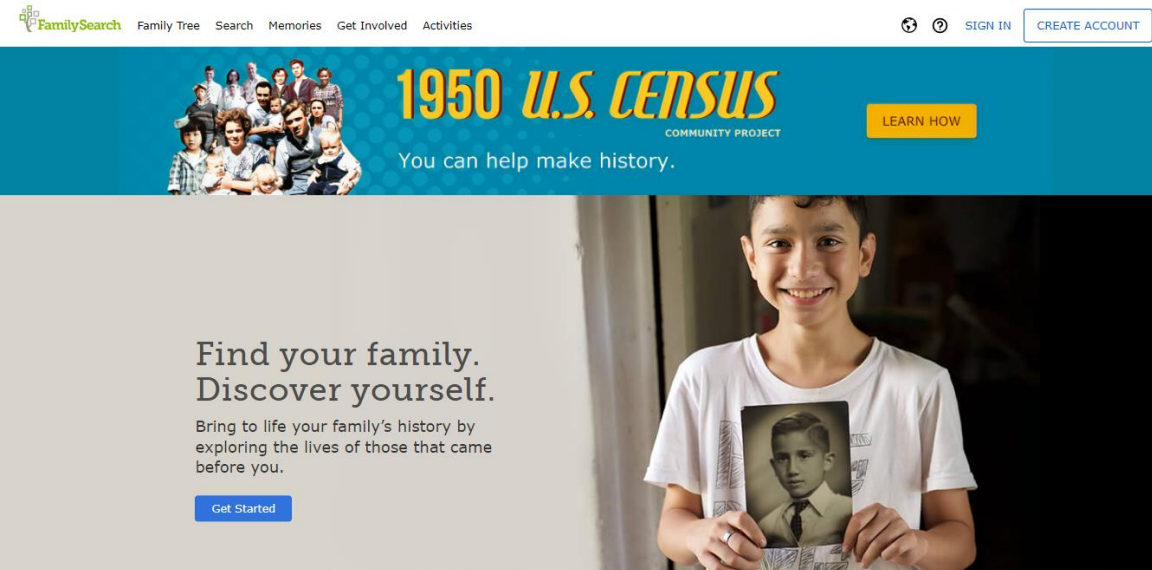 FamilySearch Family Tree Search Memories Get Involved Activities SIGN IN CREATE ACCOUNT
1950 U.S. CENSUS
COMMUNITY PROJECT
You can help make history.
LEARN HOW
Find your family.
Discover yourself.
Bring to life your family’s history by
exploring the lives of those that came
before you.
Get Started